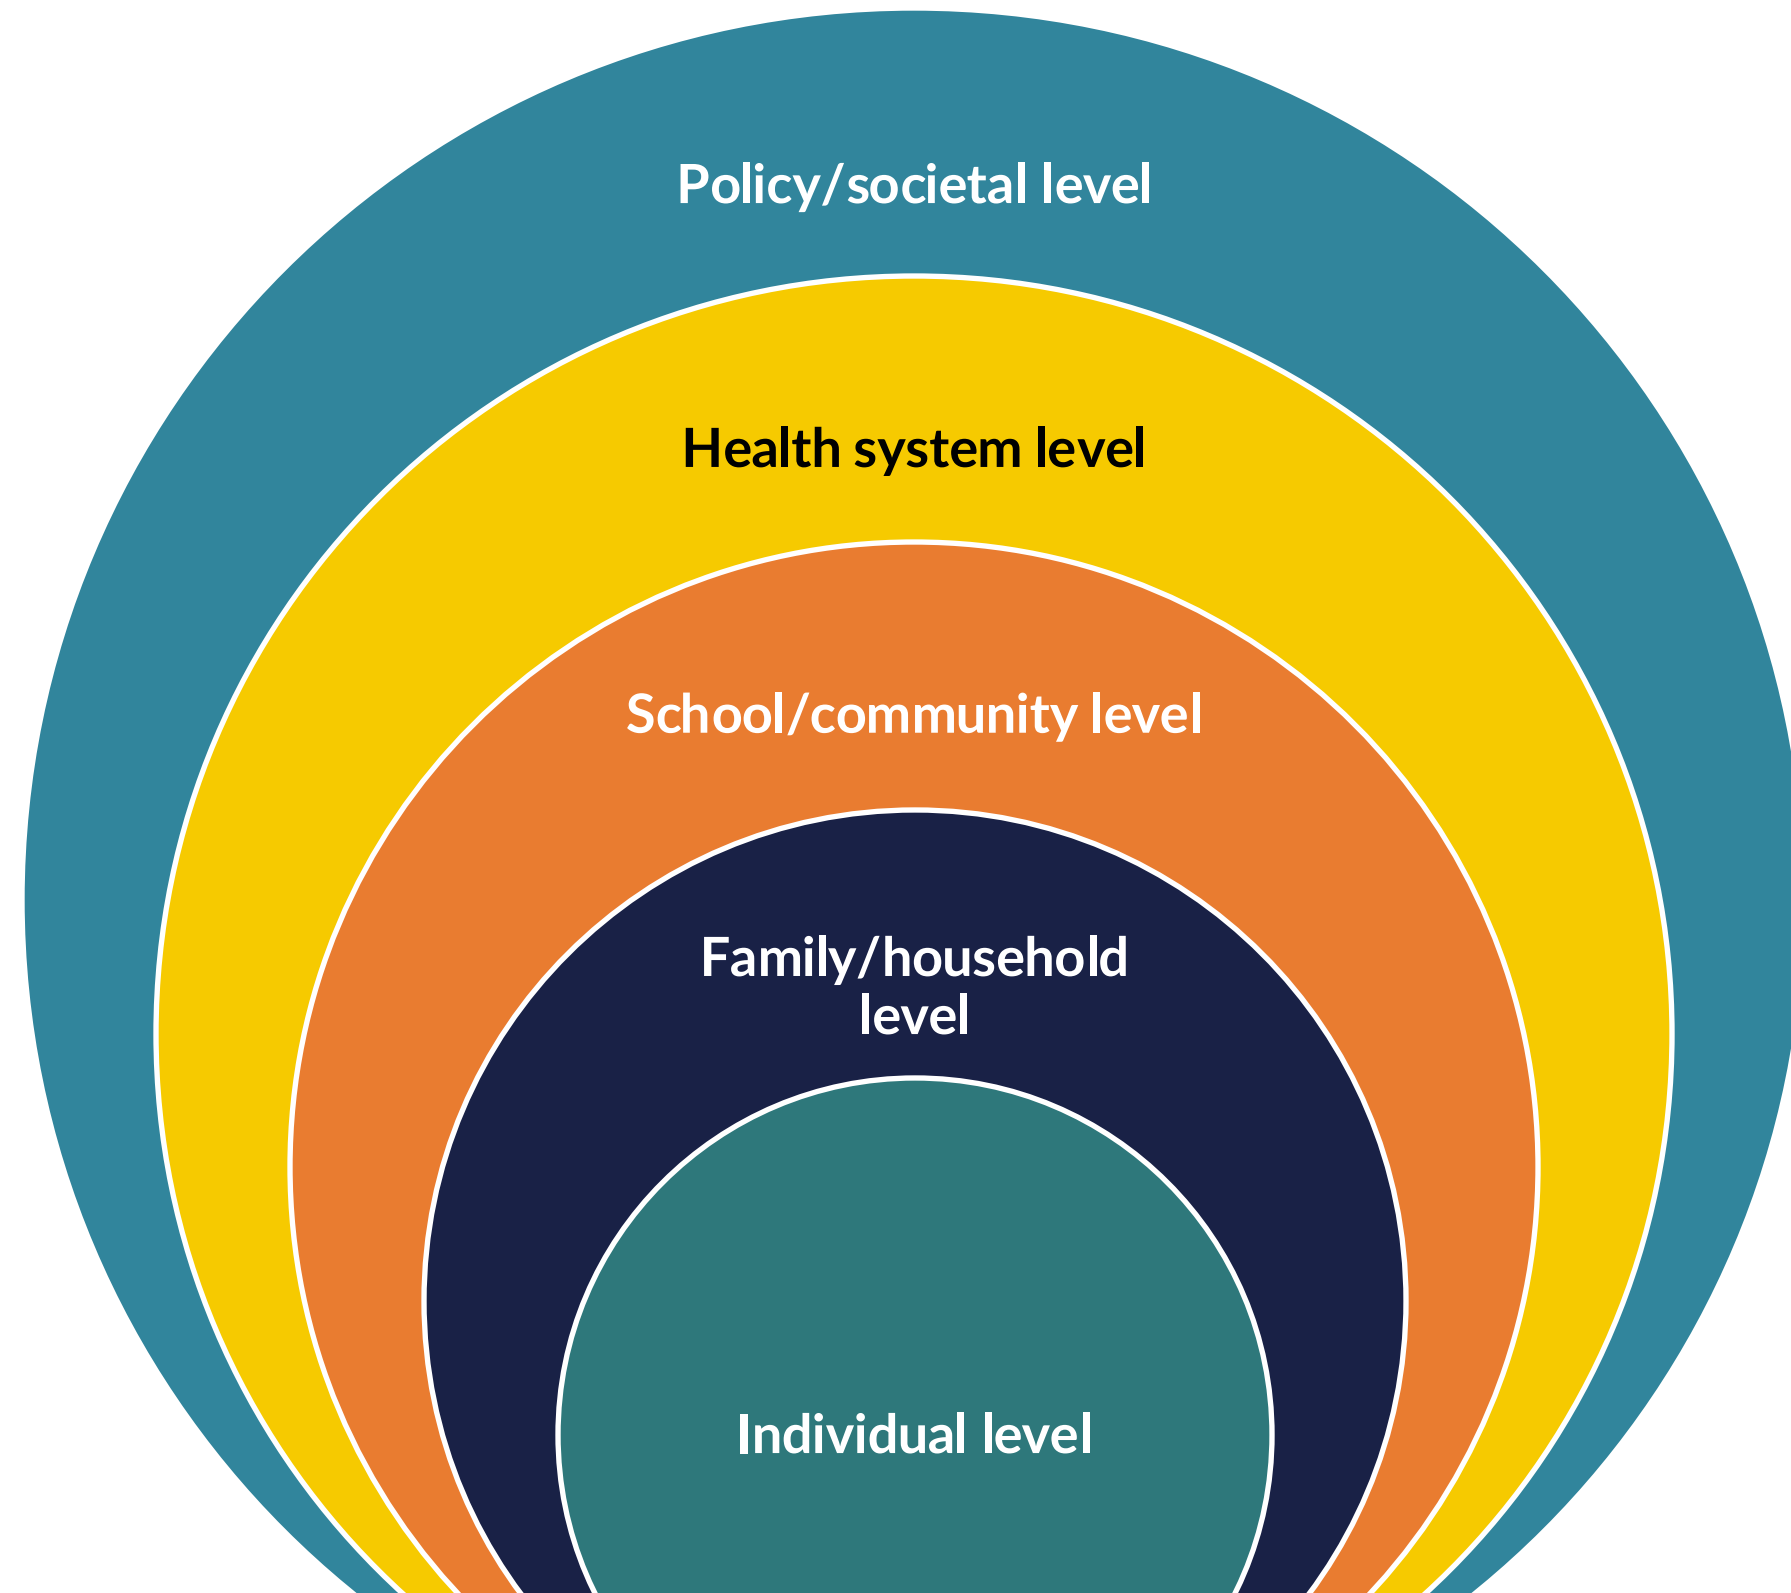 Policy/societal level
Health system level
School/community level
Family/household
level
Individual level